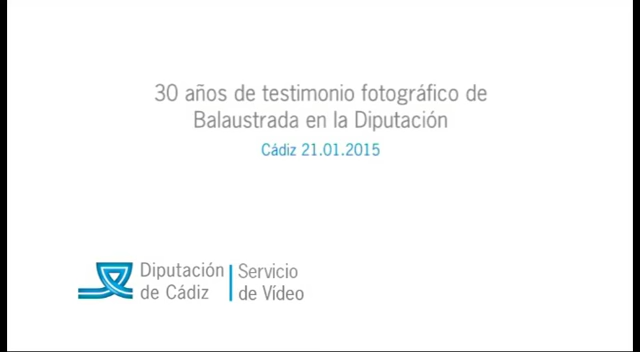 30 años de testimonio fotográfico de
Balaustrada en la Diputación
Cádiz 21.01.2015
Diputación
de Cádiz
Servicio
de Vídeo